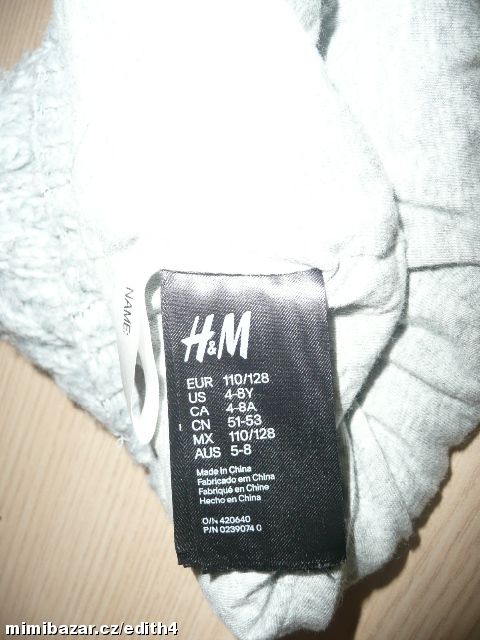 NAME:
H&M
EUR 110/128
US 4-8Y
CA 4-8A
CN 51-53
MX 110/128
AUS 5-8
Made in China
Fabricado em China
Fabriqué en Chine
Hecho en China
O/N 420640
P/N 0239074 0
mimibazar.cz/edith4